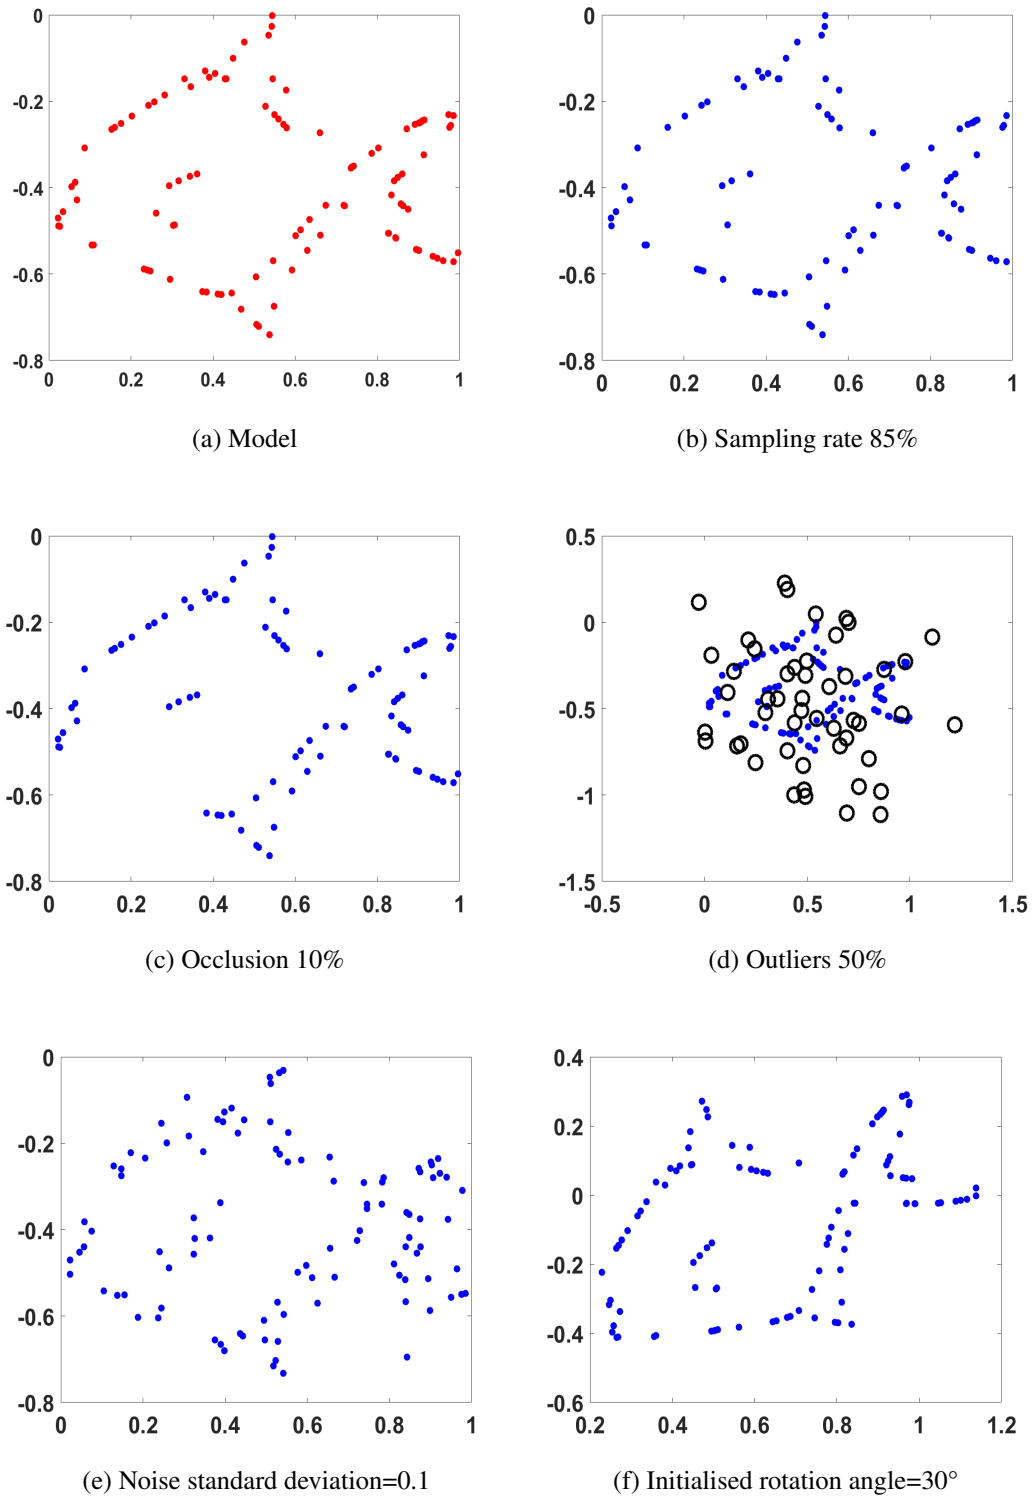 0
-0.2
-0.4
-0.6
-0.8
0 0.2 0.4 0.6 0.8 1
(a) Model
0
-0.2
-0.4
-0.6
-0.8
0 0.2 0.4 0.6 0.8 1
(b) Sampling rate 85%
0
-0.2
-0.4
-0.6
-0.8
0 0.2 0.4 0.6 0.8 1
(c) Occlusion 10%
0.5
0
-0.5
-1
-1.5
-0.5 0 0.5 1 1.5
(d) Outliers 50%
0
-0.2
-0.4
-0.6
-0.8
0 0.2 0.4 0.6 0.8 1
(e) Noise standard deviation=0.1
0.4
0.2
0
-0.2
-0.4
-0.6
0.2 0.4 0.6 0.8 1 1.2
(f) Initialised rotation angle=30°